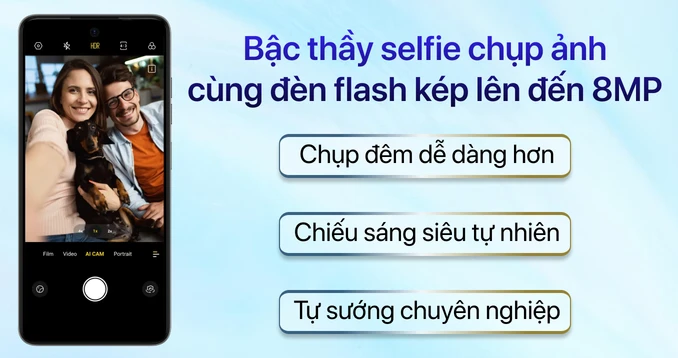 Bậc thầy selfie chụp ảnh
cùng đèn flash kép lên đến 8MP
Chụp đêm dễ dàng hơn
Chiếu sáng siêu tự nhiên
Tự sướng chuyên nghiệp
HDR
1x
Film Video AI CAM Portrait